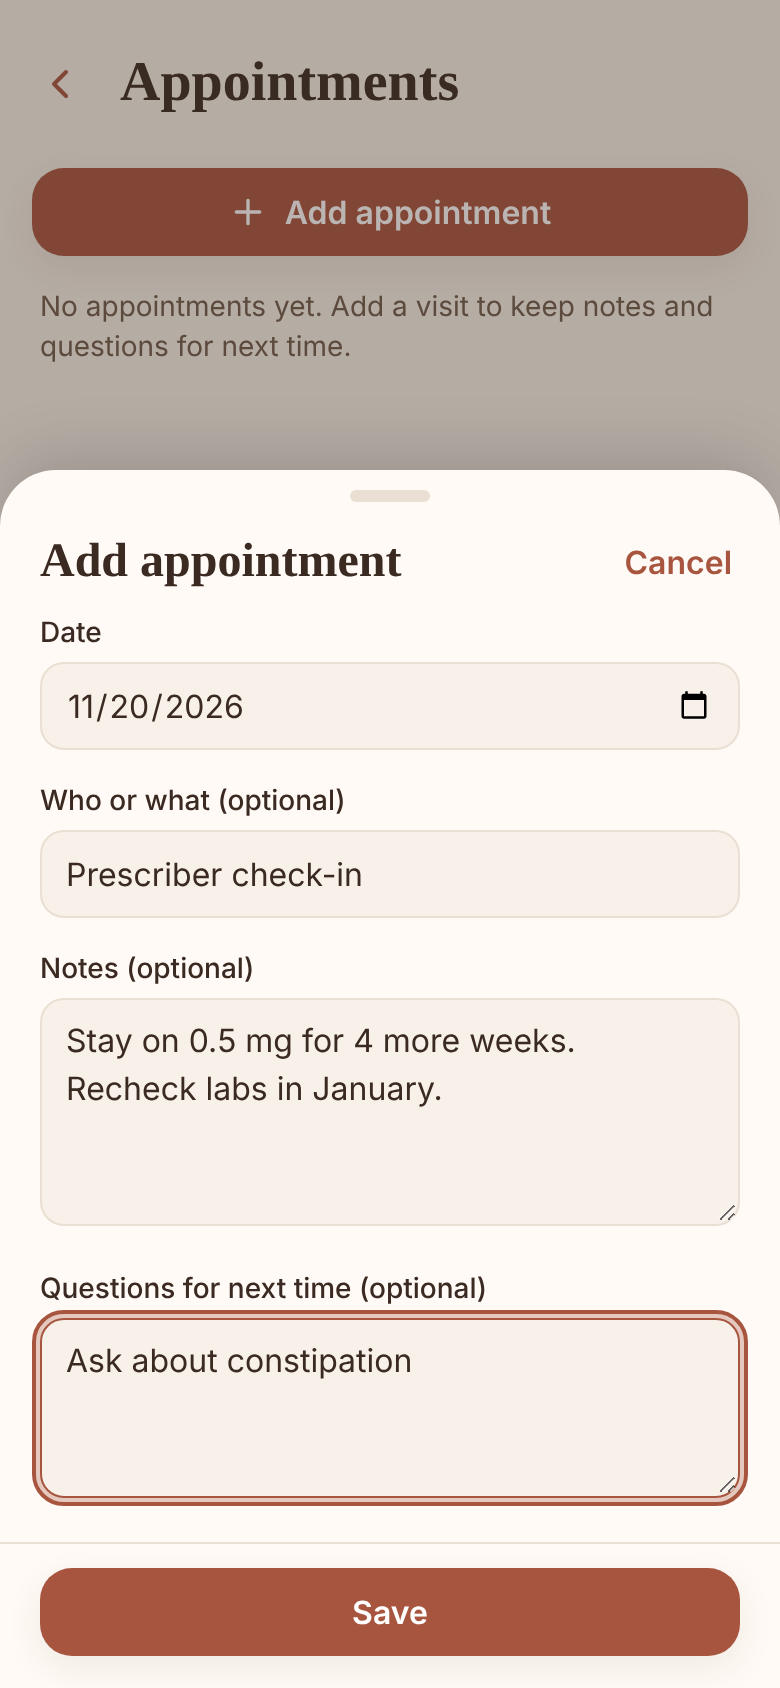 Appointments
Add appointment
No appointments yet. Add a visit to keep notes and
questions for next time.
Add appointment
Cancel
Date
11/20/2026
Who or what (optional)
Prescriber check-in
Notes (optional)
Stay on 0.5 mg for 4 more weeks.
Recheck labs in January.
Questions for next time (optional)
Ask about constipation
Save